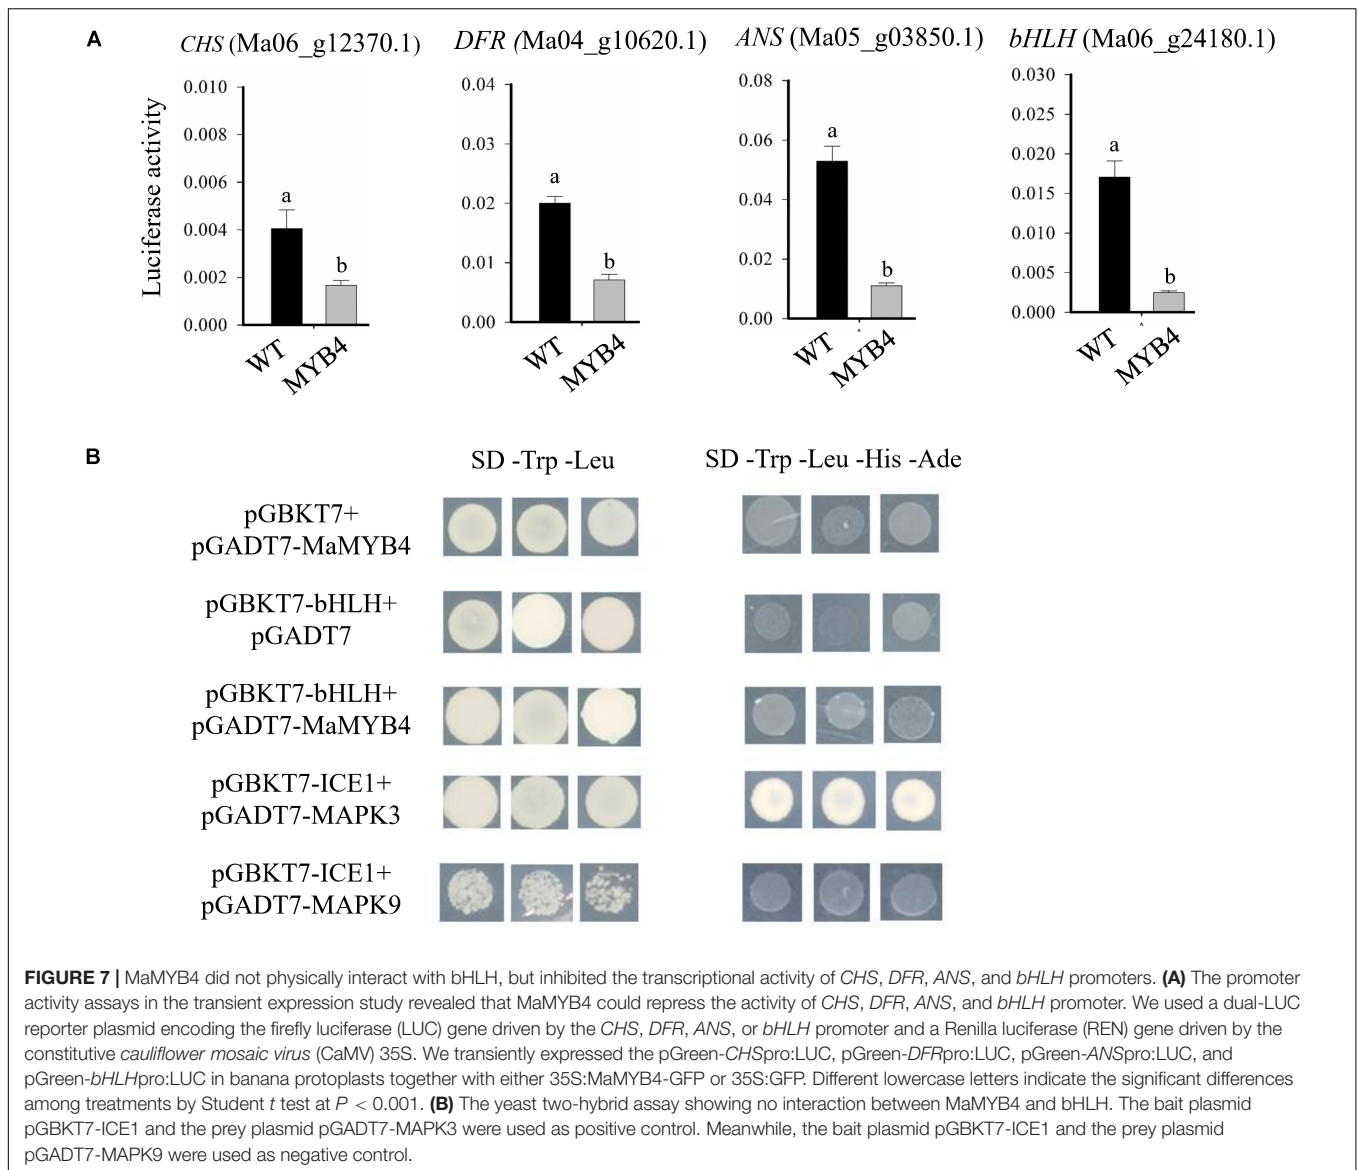 A
CHS (Ma06_g12370.1)
DFR (Ma04_g10620.1)
ANS (Ma05_g03850.1)
bHLH (Ma06_g24180.1)
Luciferase activity
0.010
0.008
0.006
0.004
0.002
0.000
a
b
WT
MYB4
0.04
0.03
0.02
0.01
0.00
a
b
WT
MYB4
0.08
0.06
0.04
0.02
0.00
a
b
WT
MYB4
0.030
0.025
0.020
0.015
0.010
0.005
0.000
a
b
WT
MYB4
B
SD -Trp -Leu
SD -Trp -Leu -His -Ade
pGBKT7+
pGADT7-MaMYB4
pGBKT7-bHLH+
pGADT7
pGBKT7-bHLH+
pGADT7-MaMYB4
pGBKT7-ICE1+
pGADT7-MAPK3
pGBKT7-ICE1+
pGADT7-MAPK9
FIGURE 7 | MaMYB4 did not physically interact with bHLH, but inhibited the transcriptional activity of CHS, DFR, ANS, and bHLH promoters. (A) The promoter
activity assays in the transient expression study revealed that MaMYB4 could repress the activity of CHS, DFR, ANS, and bHLH promoter. We used a dual-LUC
reporter plasmid encoding the firefly luciferase (LUC) gene driven by the CHS, DFR, ANS, or bHLH promoter and a Renilla luciferase (REN) gene driven by the
constitutive cauliflower mosaic virus (CaMV) 35S. We transiently expressed the pGreen-CHSpro:LUC, pGreen-DFRpro:LUC, pGreen-ANSpro:LUC, and
pGreen-bHLHpro:LUC in banana protoplasts together with either 35S:MaMYB4-GFP or 35S:GFP. Different lowercase letters indicate the significant differences
among treatments by Student t test at P < 0.001. (B) The yeast two-hybrid assay showing no interaction between MaMYB4 and bHLH. The bait plasmid
pGBKT7-ICE1 and the prey plasmid pGADT7-MAPK3 were used as positive control. Meanwhile, the bait plasmid pGBKT7-ICE1 and the prey plasmid
pGADT7-MAPK9 were used as negative control.